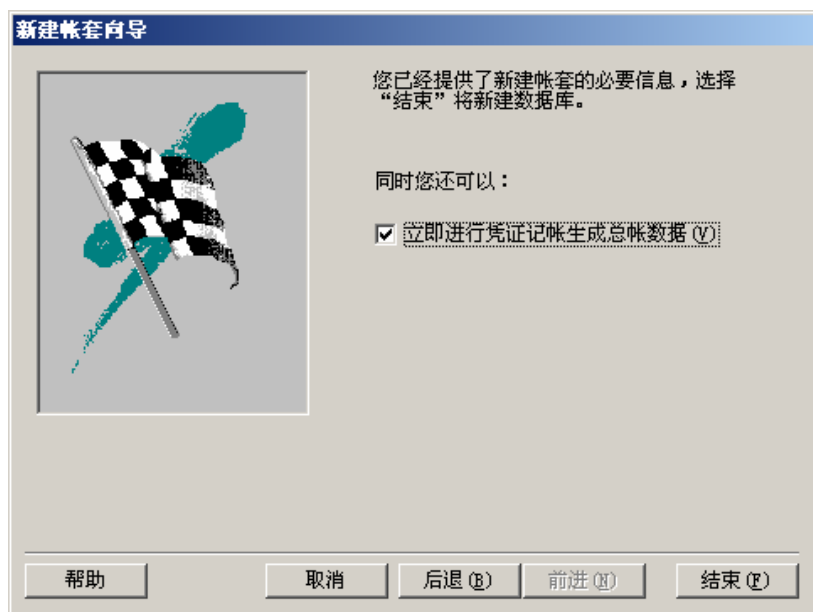 新建帐套向导
您已经提供了新建帐套的必要信息，选择
“结束”将新建数据库。
同时您还可以：
立即进行凭证记帐生成总帐数据(V)
帮助
取消
后退(B)
前进(N)
结束(F)